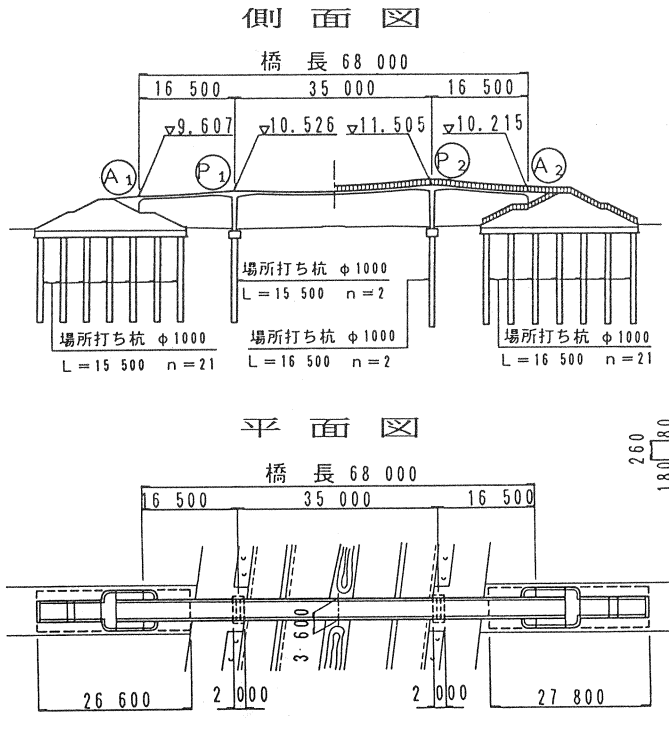 側面図
橋長 68 000
16 500 35 000 16 500
▽9.607 ▽10.526 ▽11.505 ▽10.215
A1 P1 P2 A2
場所打ち杭 φ1000
L=15 500 n=2
場所打ち杭 φ1000
L=15 500 n=21
場所打ち杭 φ1000
L=16 500 n=2
場所打ち杭 φ1000
L=16 500 n=21
平面図
橋長 68 000
16 500 35 000 16 500
260
180
80
3 600
26 600 2 000 2 000 27 800